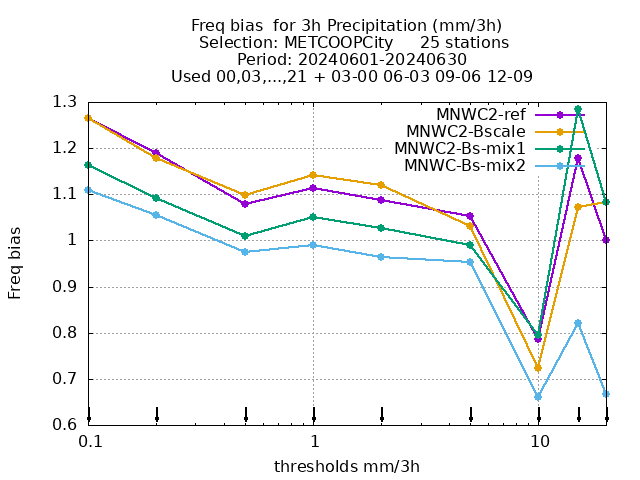 Freq bias  for 3h Precipitation (mm/3h)
Selection: METCOOPCity     25 stations
Period: 20240601-20240630
Used 00,03,...,21 + 03-00 06-03 09-06 12-09
MNWC2-ref
MNWC2-Bscale
MNWC2-Bs-mix1
MNWC-Bs-mix2
1.3
1.2
1.1
1
0.9
0.8
0.7
0.6
Freq bias
0.1 1 10
thresholds mm/3h